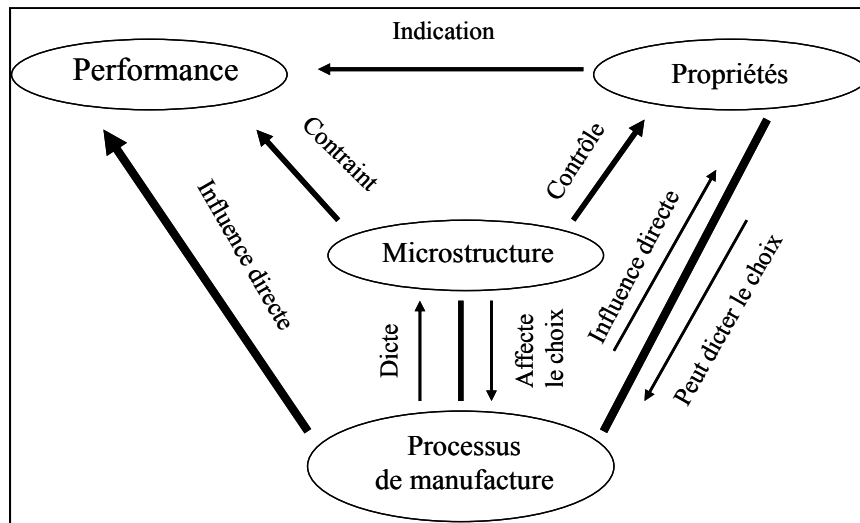 Indication
Performance
Propriétés
Contraint
Contrôle
Influence directe
Microstructure
Influence directe
Peut dicter le choix
Dicte
Affecte
le choix
Processus
de manufacture